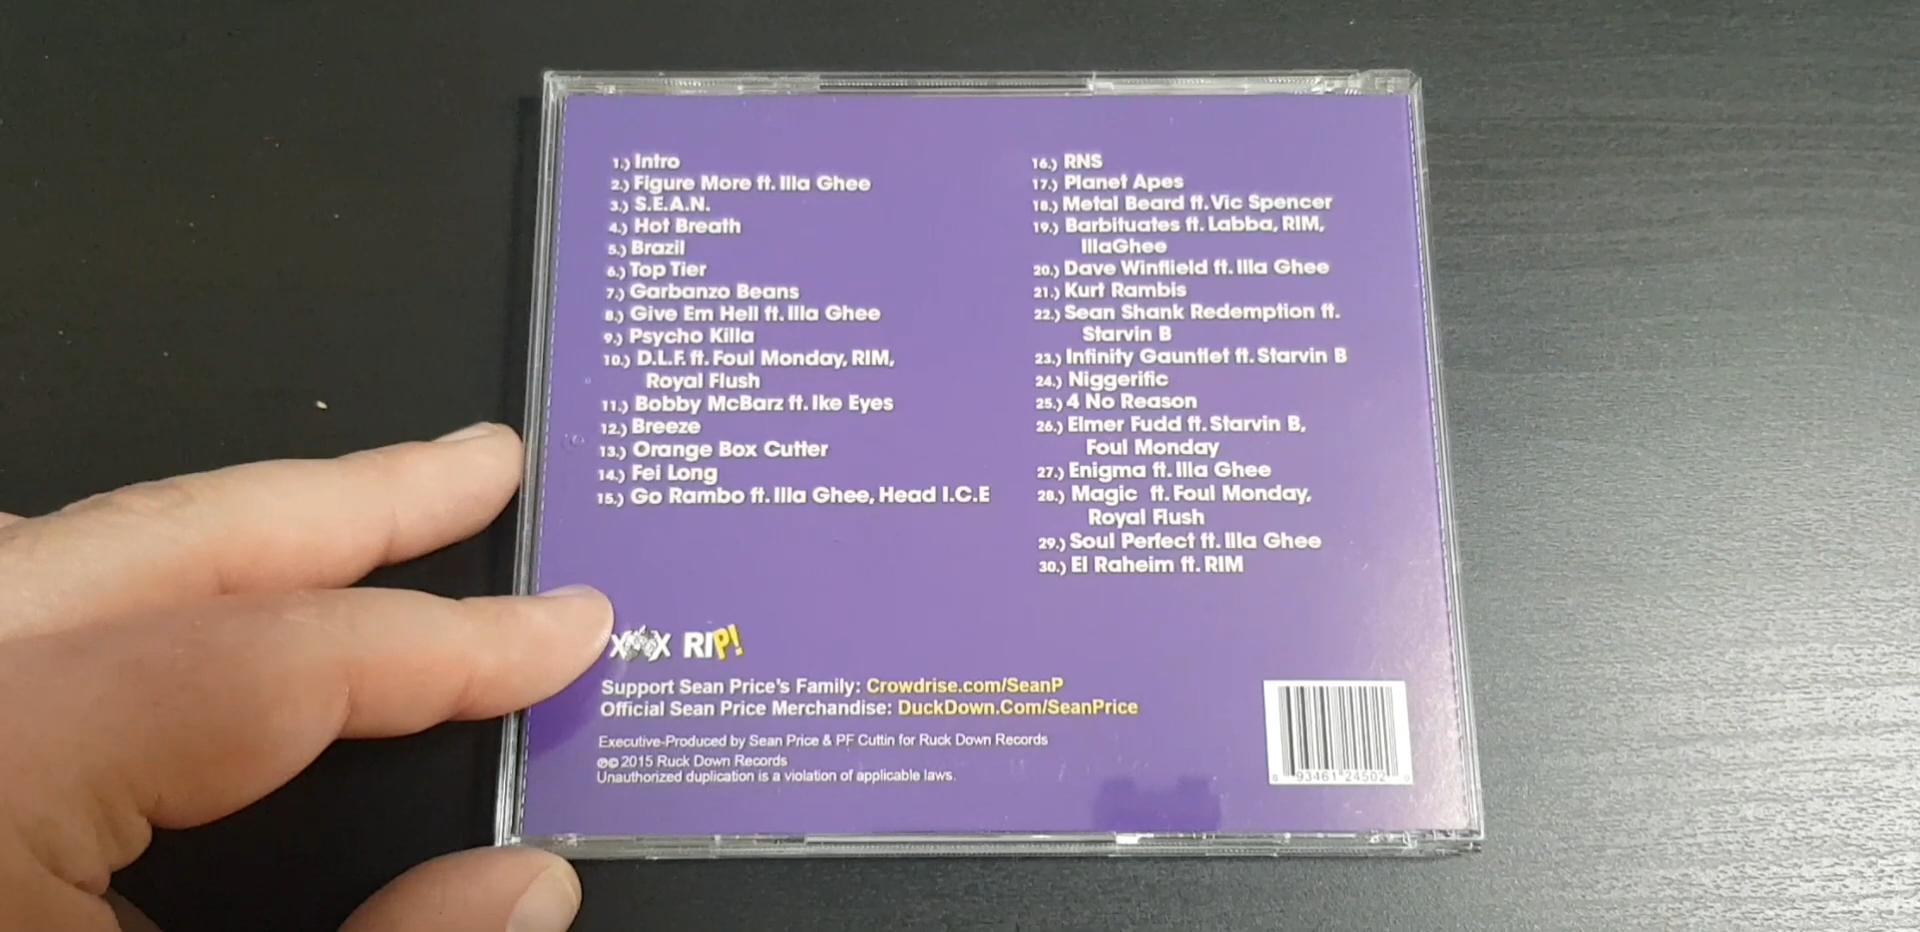 1.) Intro
2.) Figure More ft. Illa Ghee
3.) S.E.A.N.
4.) Hot Breath
5.) Brazil
6.) Top Tier
7.) Garbanzo Beans
8.) Give Em Hell ft. Illa Ghee
9.) Psycho Killa
10.) D.L.F. ft. Foul Monday, RIM,
Royal Flush
11.) Bobby McBarz ft. Ike Eyes
12.) Breeze
13.) Orange Box Cutter
14.) Fei Long
15.) Go Rambo ft. Illa Ghee, Head I.C.E
16.) RNS
17.) Planet Apes
18.) Metal Beard ft. Vic Spencer
19.) Barbituates ft. Labba, RIM,
IllaGhee
20.) Dave Winflield ft. Illa Ghee
21.) Kurt Rambis
22.) Sean Shank Redemption ft.
Starvin B
23.) Infinity Gauntlet ft. Starvin B
24.) Niggerific
25.) 4 No Reason
26.) Elmer Fudd ft. Starvin B,
Foul Monday
27.) Enigma ft. Illa Ghee
28.) Magic ft. Foul Monday,
Royal Flush
29.) Soul Perfect ft. Illa Ghee
30.) El Raheim ft. RIM
RIP!
Support Sean Price's Family: Crowdrise.com/SeanP
Official Sean Price Merchandise: DuckDown.Com/SeanPrice
Executive-Produced by Sean Price & PF Cuttin for Ruck Down Records
℗© 2015 Ruck Down Records
Unauthorized duplication is a violation of applicable laws.
0 93461 24502 0